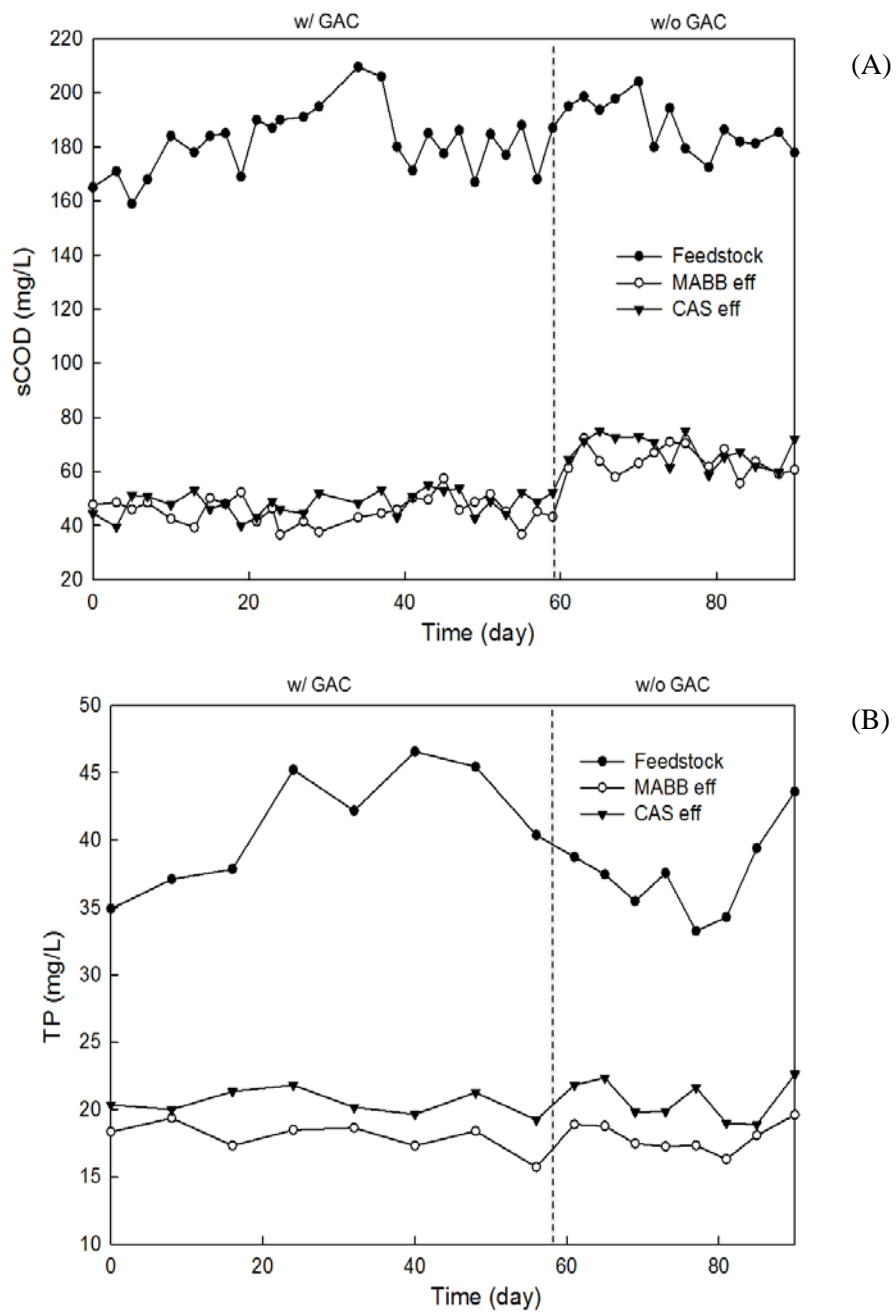 w/ GAC
w/o GAC
(A)
220
200
180
160
140
120
100
80
60
40
20
sCOD (mg/L)
Feedstock
MABB eff
CAS eff
0
20
40
60
80
Time (day)
w/ GAC
w/o GAC
(B)
50
45
40
35
30
25
20
15
10
TP (mg/L)
Feedstock
MABB eff
CAS eff
0
20
40
60
80
Time (day)